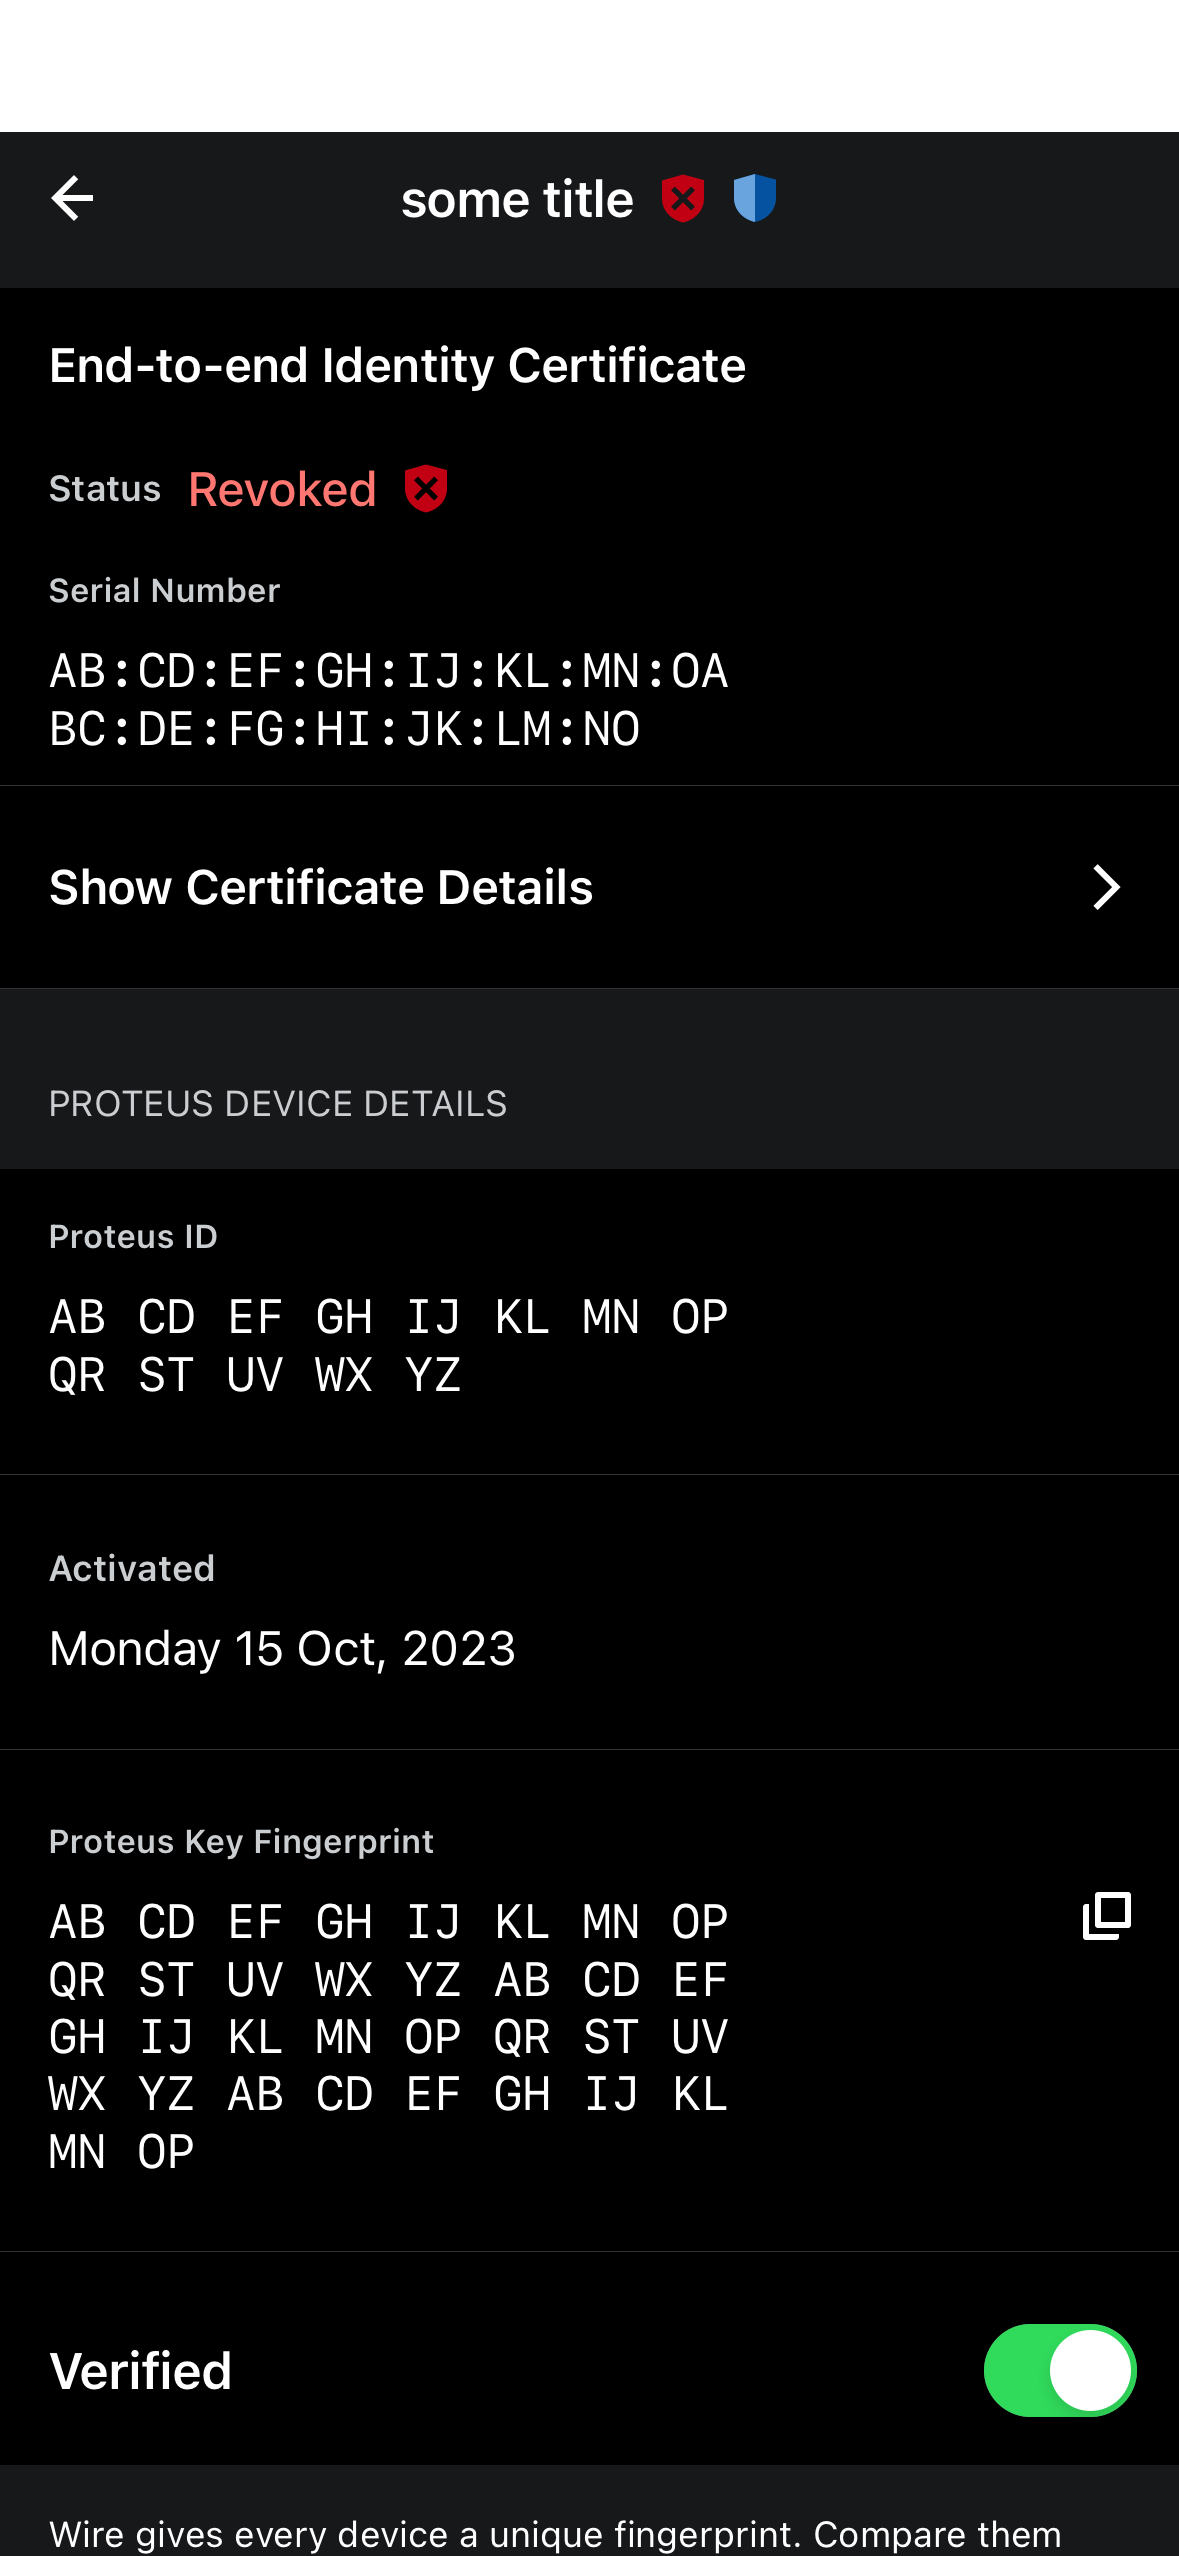 some title
End-to-end Identity Certificate
Status Revoked
Serial Number
AB:CD:EF:GH:IJ:KL:MN:OA
BC:DE:FG:HI:JK:LM:NO
Show Certificate Details
PROTEUS DEVICE DETAILS
Proteus ID
AB CD EF GH IJ KL MN OP
QR ST UV WX YZ
Activated
Monday 15 Oct, 2023
Proteus Key Fingerprint
AB CD EF GH IJ KL MN OP
QR ST UV WX YZ AB CD EF
GH IJ KL MN OP QR ST UV
WX YZ AB CD EF GH IJ KL
MN OP
Verified
Wire gives every device a unique fingerprint. Compare them